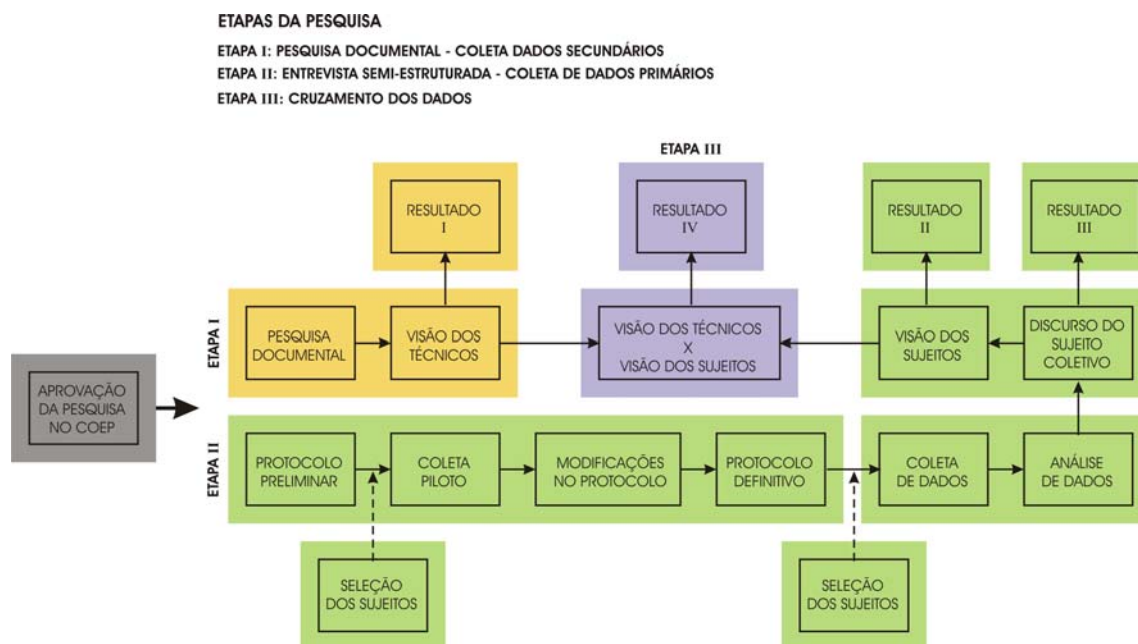 ETAPAS DA PESQUISA
ETAPA I: PESQUISA DOCUMENTAL - COLETA DADOS SECUNDÁRIOS
ETAPA II: ENTREVISTA SEMI-ESTRUTURADA - COLETA DE DADOS PRIMÁRIOS
ETAPA III: CRUZAMENTO DOS DADOS
ETAPA III
RESULTADO
I
RESULTADO
IV
RESULTADO
II
RESULTADO
III
ETAPA I
PESQUISA
DOCUMENTAL
VISÃO DOS
TÉCNICOS
VISÃO DOS TÉCNICOS
X
VISÃO DOS SUJEITOS
VISÃO DOS
SUJEITOS
DISCURSO DO
SUJEITO
COLETIVO
APROVAÇÃO
DA PESQUISA
NO COEP
ETAPA II
PROTOCOLO
PRELIMINAR
COLETA
PILOTO
MODIFICAÇÕES
NO PROTOCOLO
PROTOCOLO
DEFINITIVO
COLETA
DE DADOS
ANÁLISE
DE DADOS
SELEÇÃO
DOS SUJEITOS
SELEÇÃO
DOS SUJEITOS